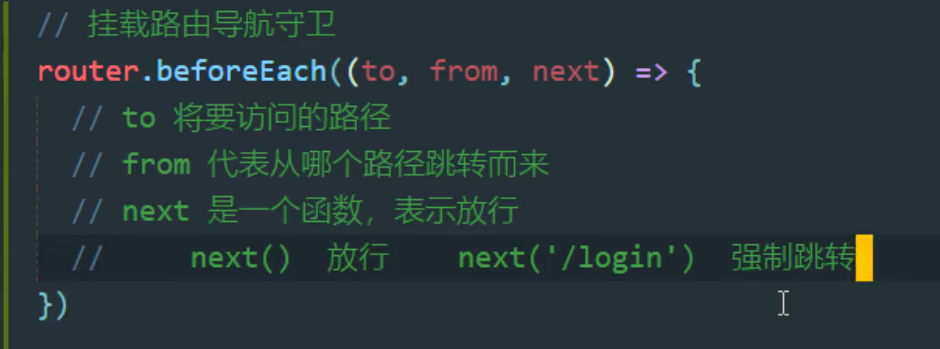 // 挂载路由导航守卫
router.beforeEach((to, from, next) => {
// to 将要访问的路径
// from 代表从哪个路径跳转而来
// next 是一个函数，表示放行
// next() 放行 next('/login') 强制跳转
})